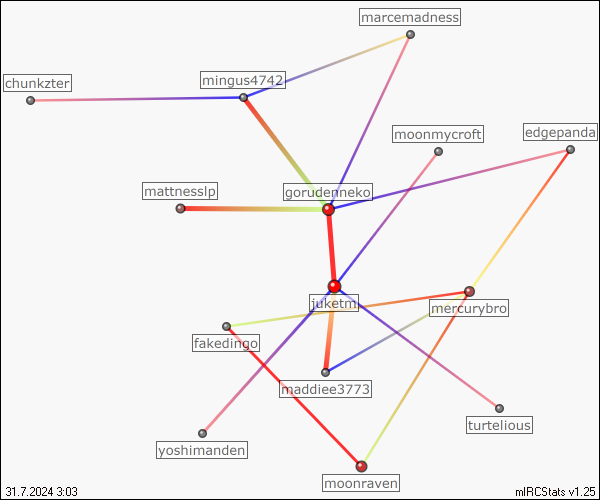 marcemadness
mingus4742
chunkzter
moonmycroft
edgepanda
mattnesslp
gorudenneko
juketm
mercurybro
fakedingo
maddiee3773
turtelious
yoshimanden
moonraven
31.7.2024 3:03
mIRCStats v1.25